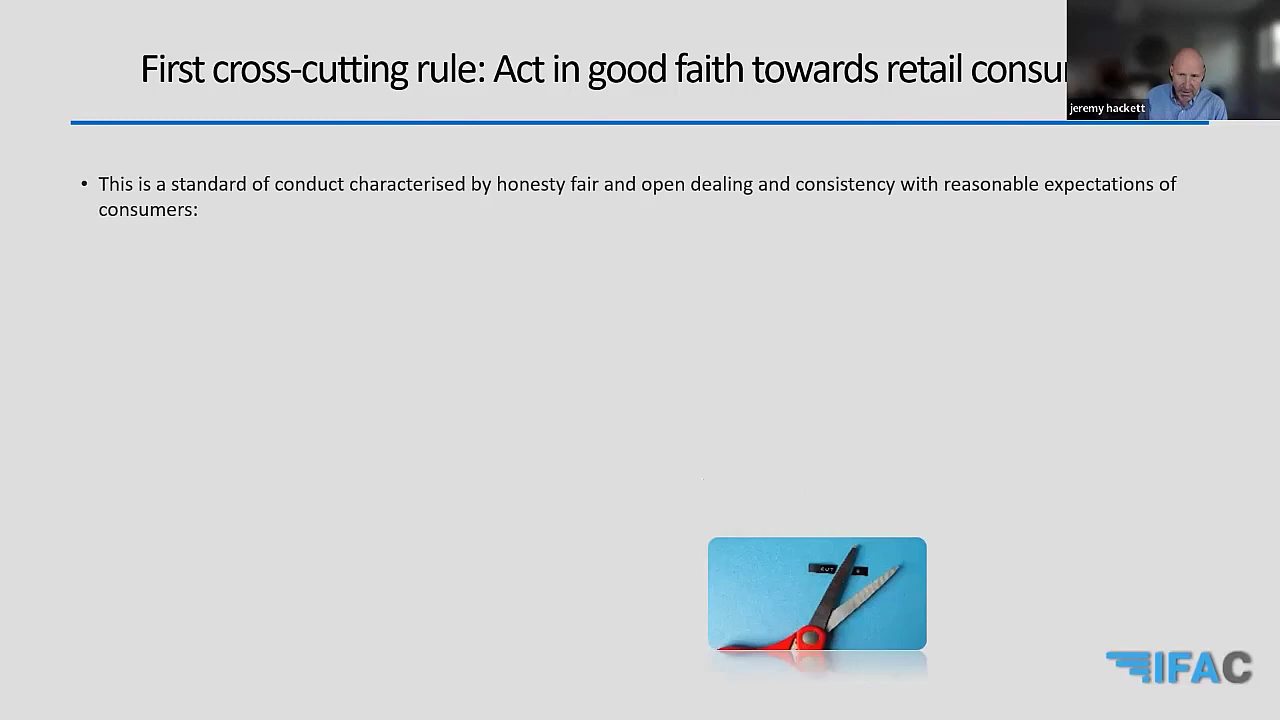 First cross-cutting rule: Act in good faith towards retail
jeremy hackett
• This is a standard of conduct characterised by honesty fair and open dealing and consistency with reasonable expectations of
consumers:
CUT
IFAC